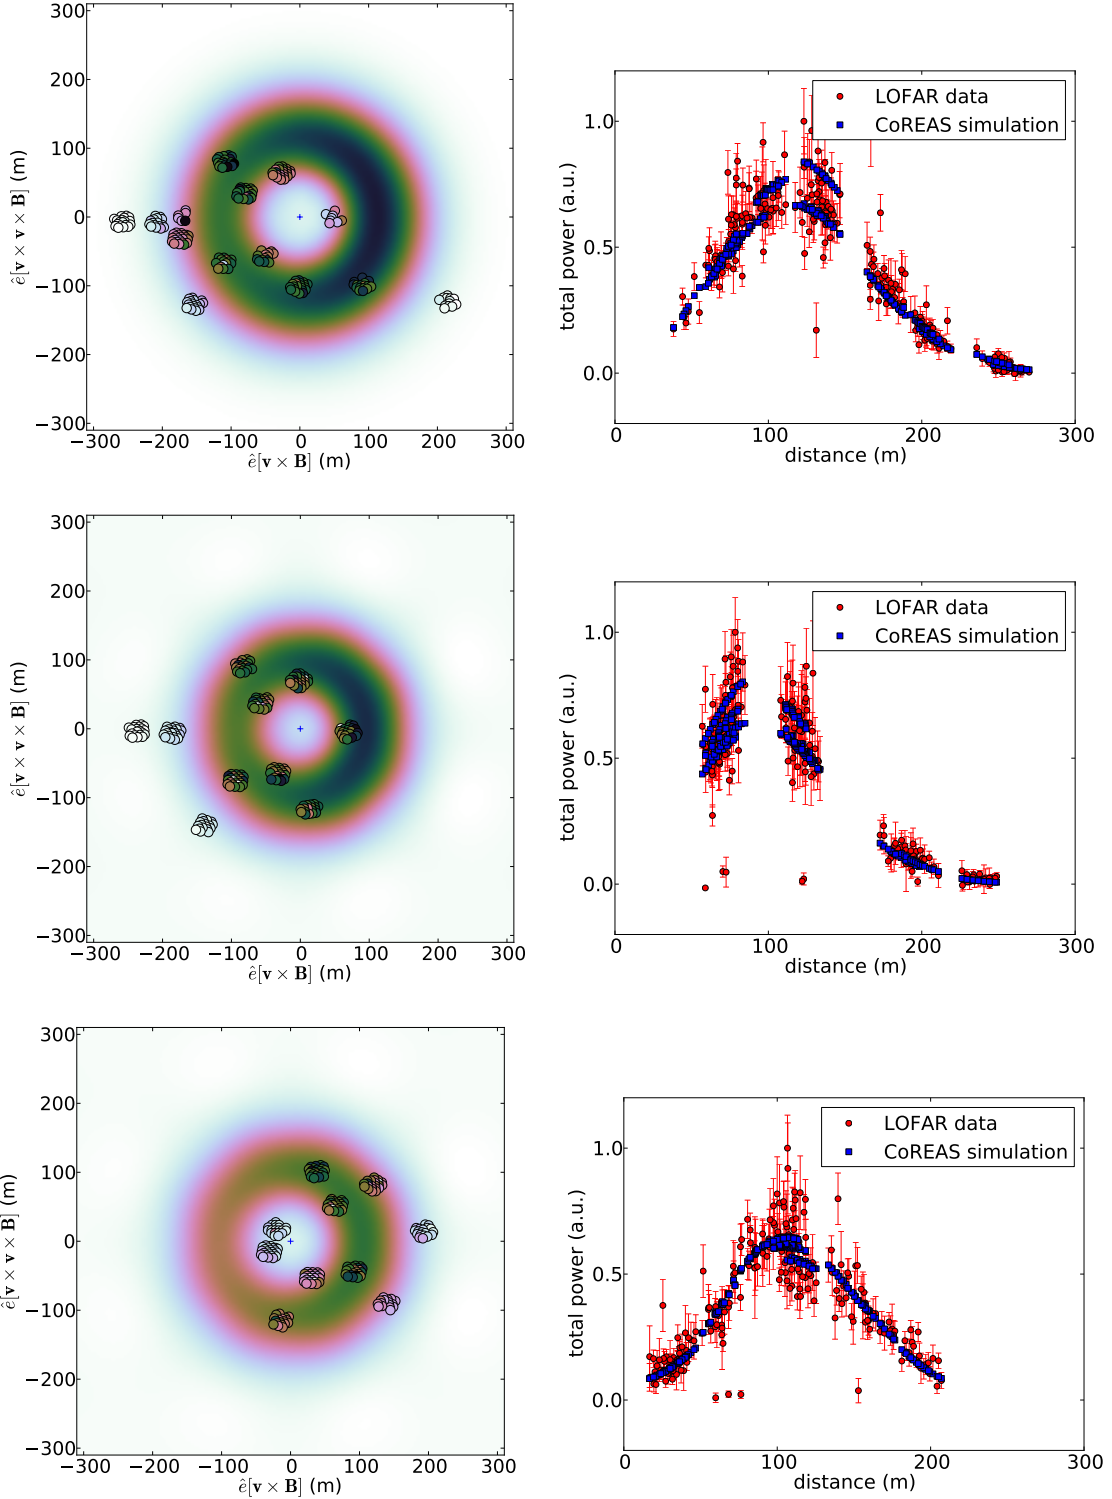 300
200
100
0
−100
−200
−300
−300 −200 −100 0 100 200 300
ê[v × B] (m)
ê[v × v × B] (m)
LOFAR data
CoREAS simulation
1.0
0.5
0.0
0 100 200 300
distance (m)
total power (a.u.)
300
200
100
0
−100
−200
−300
−300 −200 −100 0 100 200 300
ê[v × B] (m)
ê[v × v × B] (m)
LOFAR data
CoREAS simulation
1.0
0.5
0.0
0 100 200 300
distance (m)
total power (a.u.)
300
200
100
0
−100
−200
−300
−300 −200 −100 0 100 200 300
ê[v × B] (m)
ê[v × v × B] (m)
LOFAR data
CoREAS simulation
1.0
0.5
0.0
0 100 200 300
distance (m)
total power (a.u.)